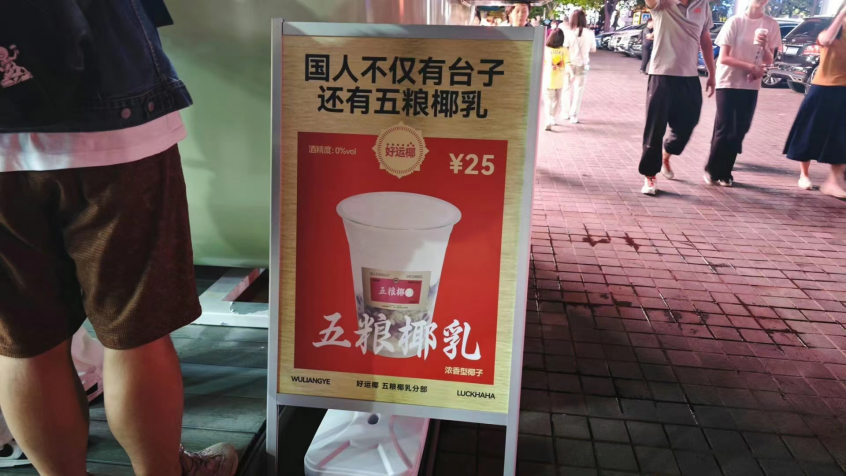 国人不仅有台子
还有五粮椰乳
酒精度：0%vol
好运椰
¥25
五粮椰乳
五粮椰乳
浓香型椰子
WULIANGYE
好运椰 五粮椰乳分部
LUCKHAHA